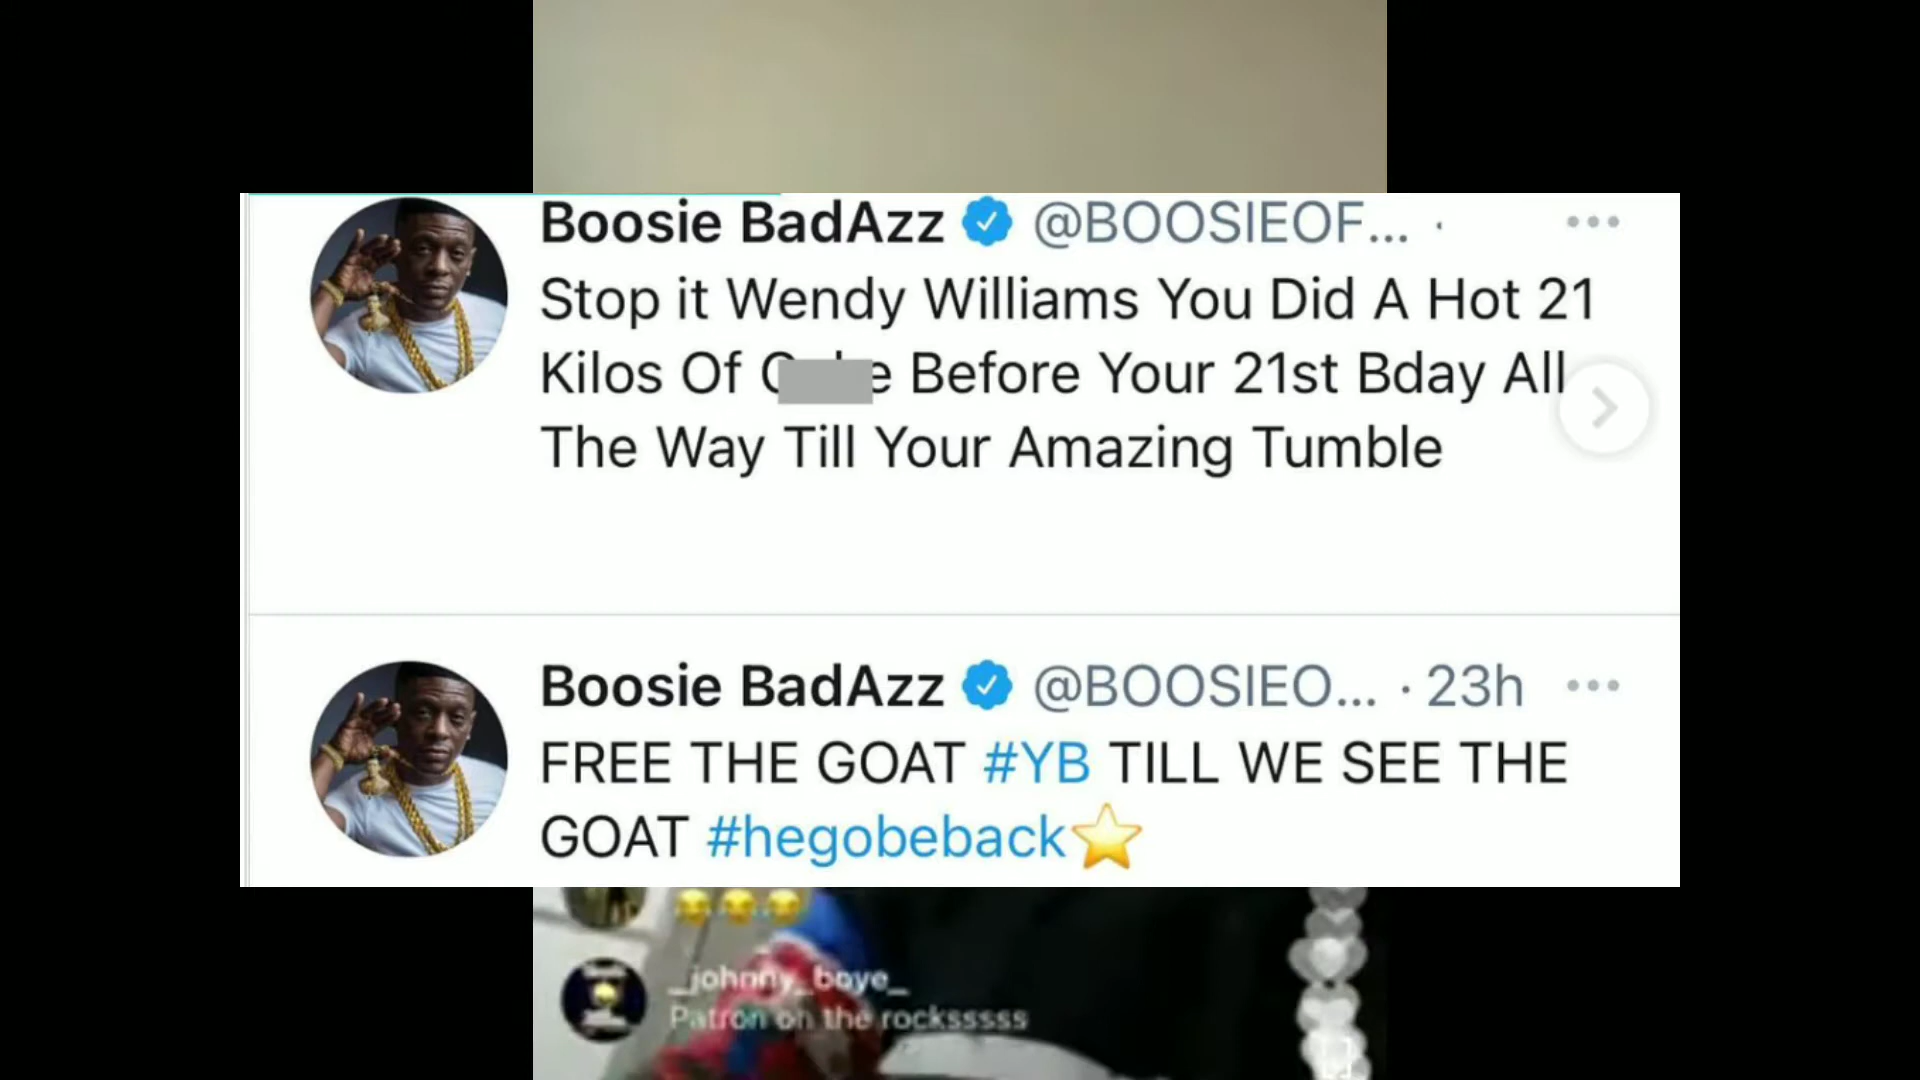 Boosie BadAzz @BOOSIEOF... ·
Stop it Wendy Williams You Did A Hot 21
Kilos Of Before Your 21st Bday All
The Way Till Your Amazing Tumble
Boosie BadAzz @BOOSIEO... · 23h
FREE THE GOAT #YB TILL WE SEE THE
GOAT #hegobeback⭐
😂😂😂
_johnny_boye_
Patron on the rocksssss